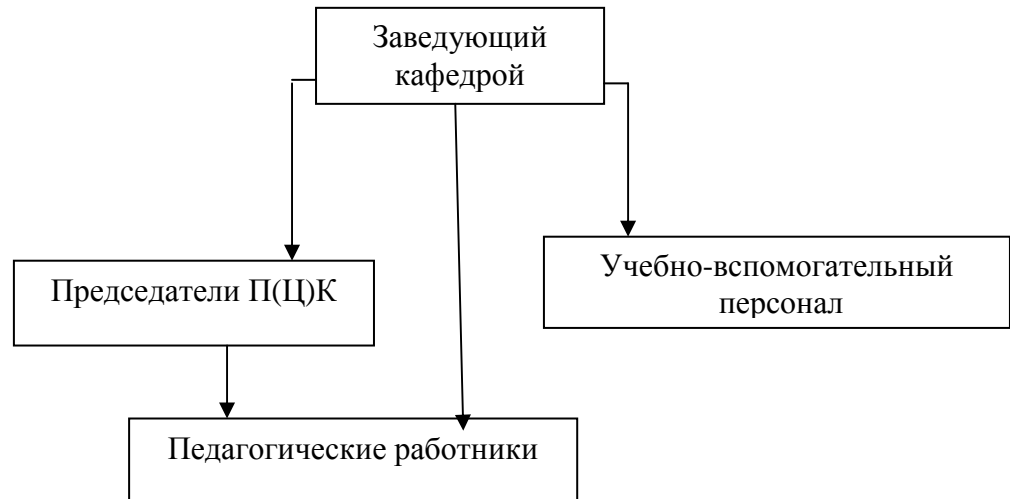 Заведующий
кафедрой
Учебно-вспомогательный
персонал
Председатели П(Ц)К
Педагогические работники